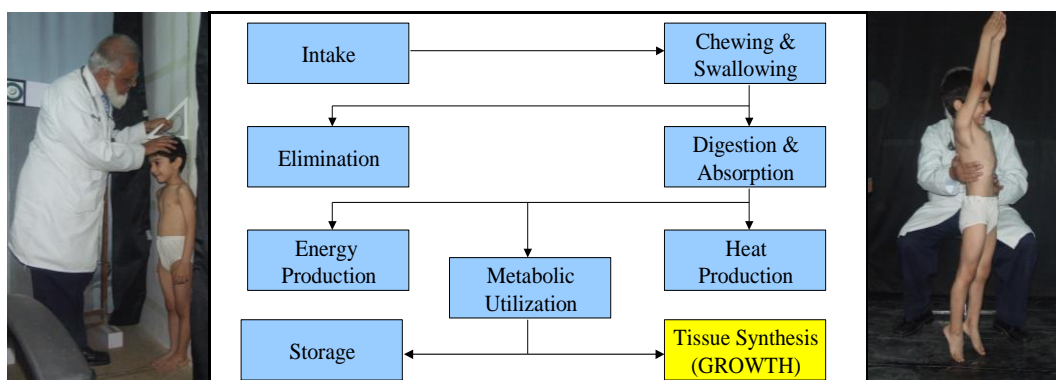 Intake
Chewing &
Swallowing
Elimination
Digestion &
Absorption
Energy
Production
Metabolic
Utilization
Heat
Production
Storage
Tissue Synthesis
(GROWTH)